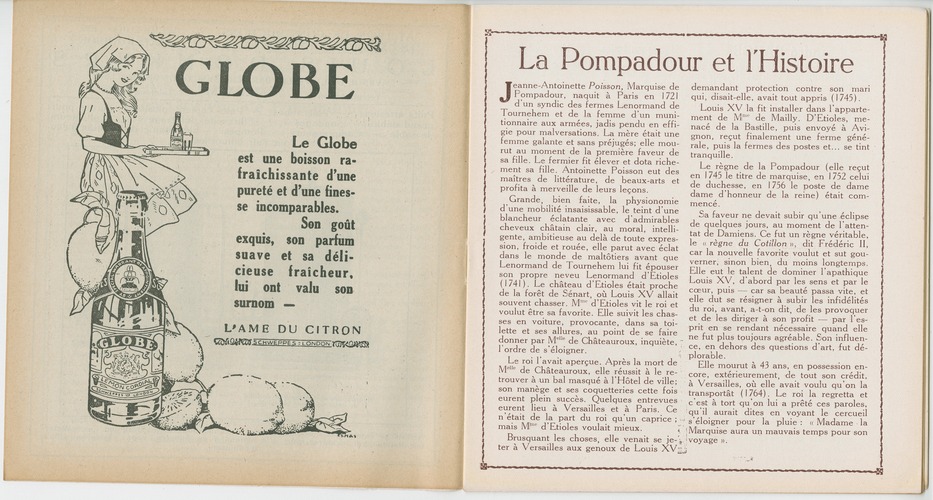 GLOBE
Le Globe
est une boisson ra-
fraîchissante d'une
pureté et d'une fines-
se incomparables.
Son goût
exquis, son parfum
suave et sa déli-
cieuse fraicheur,
lui ont valu son
surnom —
L'AME DU CITRON
SCHWEPPES : LONDON
GLOBE
LEMON CORDIAL
La Pompadour et l'Histoire
Jeanne-Antoinette Poisson, Marquise de
Pompadour, naquit à Paris en 1721
d'un syndic des fermes Lenormand de
Tournehem et de la femme d'un muni-
tionnaire aux armées, jadis pendu en effi-
gie pour malversations. La mère était une
femme galante et sans préjugés; elle mou-
rut au moment de la première faveur de
sa fille. Le fermier fit élever et dota riche-
ment sa fille. Antoinette Poisson eut des
maîtres de littérature, de beaux-arts et
profita à merveille de leurs leçons.
Grande, bien faite, la physionomie
d'une mobilité insaisissable, le teint d'une
blancheur éclatante avec d'admirables
cheveux châtain clair, au moral, intelli-
gente, ambitieuse au delà de toute expres-
sion, froide et rouée, elle parut avec éclat
dans le monde de maltôtiers avant que
Lenormand de Tournehem lui fit épouser
son propre neveu Lenormand d'Etioles
(1741). Le château d'Etioles était proche
de la forêt de Sénart, où Louis XV allait
souvent chasser. Mme d'Etioles vit le roi et
voulut être sa favorite. Elle suivit les chas-
ses en voiture, provocante, dans sa toi-
lette et ses allures, au point de se faire
donner par Melle de Châteauroux, inquiète,
l'ordre de s'éloigner.
Le roi l'avait aperçue. Après la mort de
Melle de Châteauroux, elle réussit à le re-
trouver à un bal masqué à l'Hôtel de ville;
son manège et ses coquetteries cette fois
eurent plein succès. Quelques entrevues
eurent lieu à Versailles et à Paris. Ce
n'était de la part du roi qu'un caprice;
mais Mme d'Etioles voulait mieux.
Brusquant les choses, elle venait se je-
ter à Versailles aux genoux de Louis XV
demandant protection contre son mari
qui, disait-elle, avait tout appris (1745).
Louis XV la fit installer dans l'apparte-
ment de Mme de Mailly. D'Etioles, me-
nacé de la Bastille, puis envoyé à Avi-
gnon, reçut finalement une ferme géné-
rale, puis la fermes des postes et... se tint
tranquille.
Le règne de la Pompadour (elle reçut
en 1745 le titre de marquise, en 1752 celui
de duchesse, en 1756 le poste de dame
dame d'honneur de la reine) était com-
mencé.
Sa faveur ne devait subir qu'une éclipse
de quelques jours, au moment de l'atten-
tat de Damiens. Ce fut un règne véritable,
le « règne du Cotillon », dit Frédéric II,
car la nouvelle favorite voulut et sut gou-
verner, sinon bien, du moins longtemps.
Elle eut le talent de dominer l'apathique
Louis XV, d'abord par les sens et par le
cœur, puis — car sa beauté passa vite, et
elle dut se résigner à subir les infidélités
du roi, avant, a-t-on dit, de les provoquer
et de les diriger à son profit — par l'es-
prit en se rendant nécessaire quand elle
ne fut plus toujours agréable. Son influen-
ce, en dehors des questions d'art, fut dé-
plorable.
Elle mourut à 43 ans, en possession en-
core, extérieurement, de tout son crédit,
à Versailles, où elle avait voulu qu'on la
transportât (1764). Le roi la regretta et
c'est à tort qu'on lui a prêté ces paroles,
qu'il aurait dites en voyant le cercueil
s'éloigner pour la pluie : « Madame la
Marquise aura un mauvais temps pour son
voyage ».